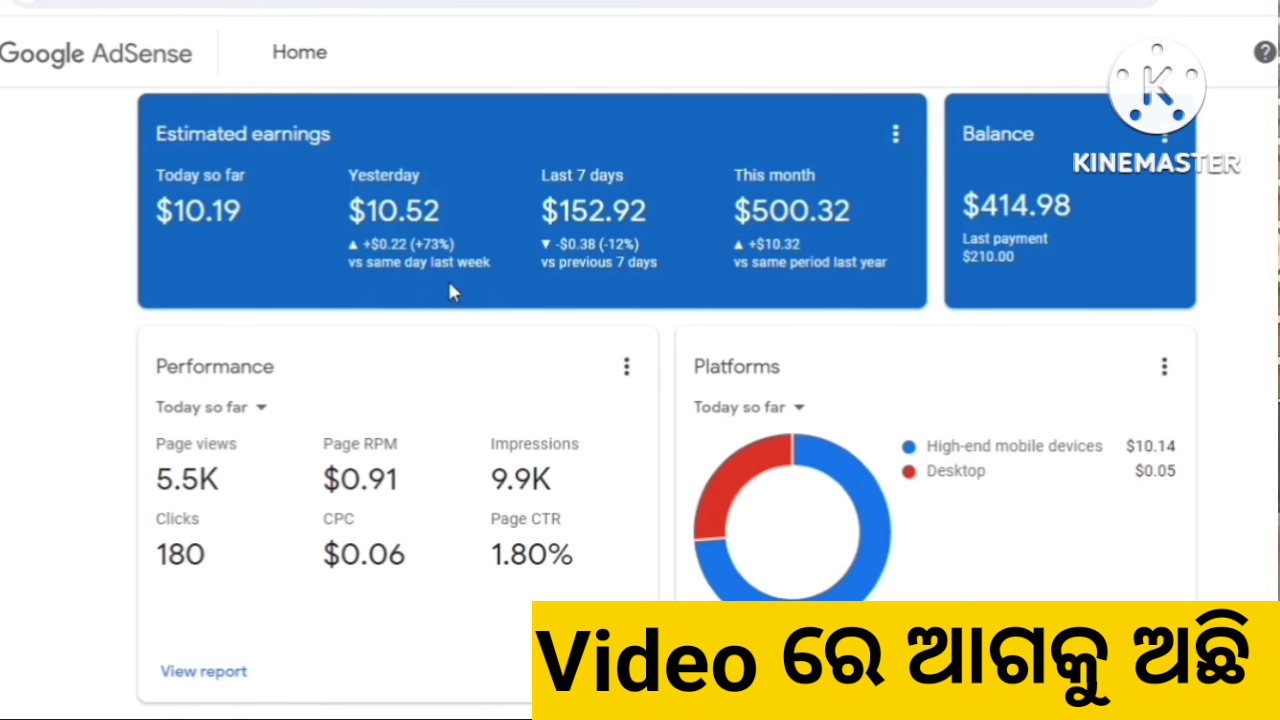 Google AdSense
Home
KINEMASTER
Estimated earnings
Today so far
$10.19
Yesterday
$10.52
+$0.22 (+73%)
vs same day last week
Last 7 days
$152.92
-$0.38 (-12%)
vs previous 7 days
This month
$500.32
+$10.32
vs same period last year
Balance
$414.98
Last payment
$210.00
Performance
Today so far
Page views
5.5K
Page RPM
$0.91
Impressions
9.9K
Clicks
180
CPC
$0.06
Page CTR
1.80%
View report
Platforms
Today so far
High-end mobile devices $10.14
Desktop $0.05
Video ରେ ଆଗକୁ ଅଛି